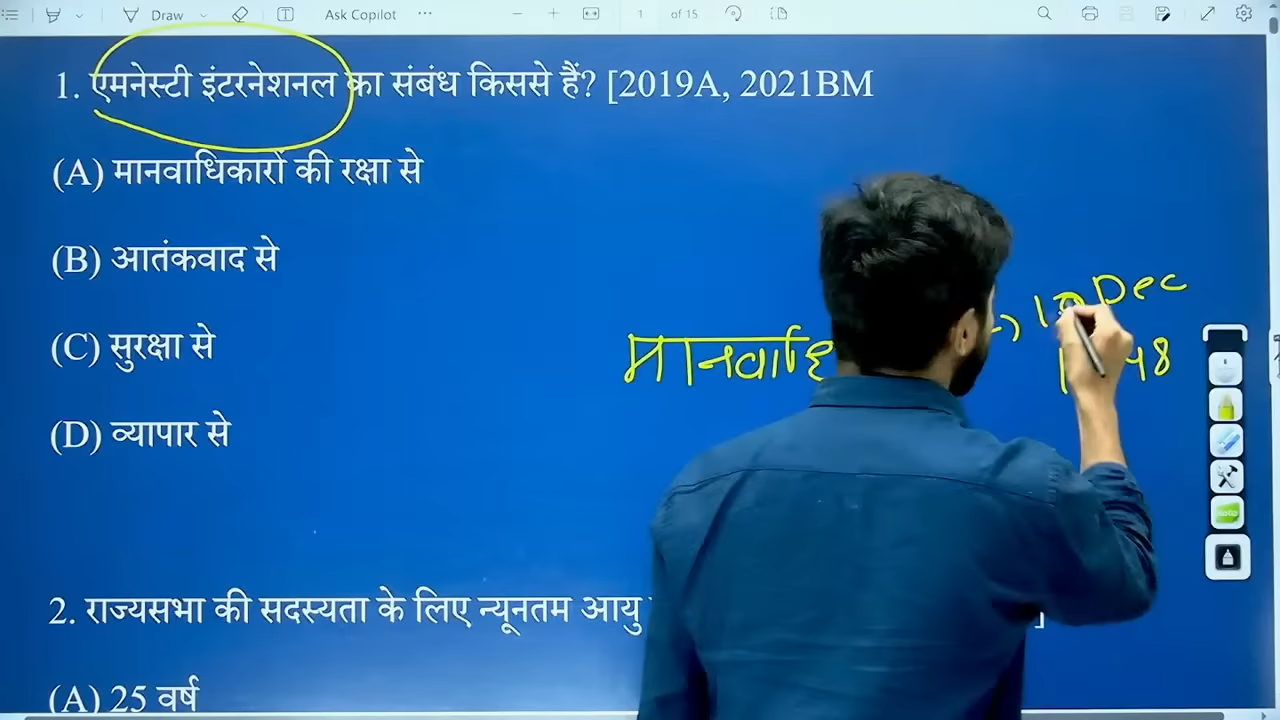 Draw
Ask Copilot
1 of 15
1. एमनेस्टी इंटरनेशनल का संबंध किससे हैं? [2019A, 2021BM
(A) मानवाधिकारों की रक्षा से
(B) आतंकवाद से
(C) सुरक्षा से
(D) व्यापार से
10 Dec
2. राज्यसभा की सदस्यता के लिए न्यूनतम आयु
]
(A) 25 वर्ष